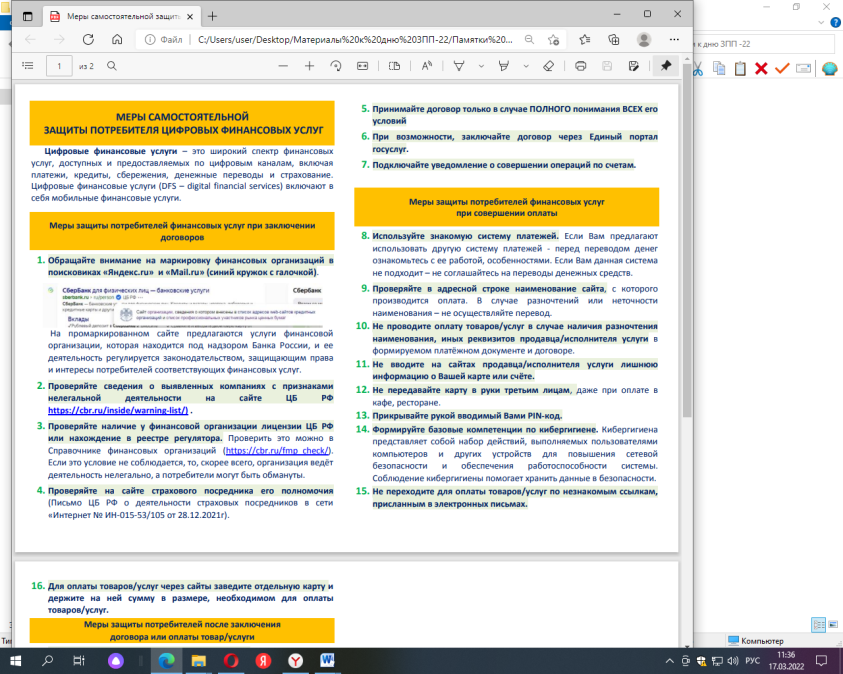 Меры самостоятельной защиты
Файл
C:/Users/user/Desktop/Материалы%20к%20дню%20ЗПП-22/Памятки%20...
к дню ЗПП -22
1
из 2
МЕРЫ САМОСТОЯТЕЛЬНОЙ
ЗАЩИТЫ ПОТРЕБИТЕЛЯ ЦИФРОВЫХ ФИНАНСОВЫХ УСЛУГ
Цифровые финансовые услуги – это широкий спектр финансовых
услуг, доступных и предоставляемых по цифровым каналам, включая
платежи, кредиты, сбережения, денежные переводы и страхование.
Цифровые финансовые услуги (DFS – digital financial services) включают в
себя мобильные финансовые услуги.
Меры защиты потребителей финансовых услуг при заключении
договоров
1. Обращайте внимание на маркировку финансовых организаций в
поисковиках «Яндекс.ru» и «Mail.ru» (синий кружок с галочкой).
СберБанк для физических лиц — банковские услуги
sberbank.ru › ru/person ЦБ РФ
СберБанк
Вклады
На промаркированном сайте предлагаются услуги финансовой
организации, которая находится под надзором Банка России, и ее
деятельность регулируется законодательством, защищающим права
и интересы потребителей соответствующих финансовых услуг.
2. Проверяйте сведения о выявленных компаниях с признаками
нелегальной деятельности на сайте ЦБ РФ
https://cbr.ru/inside/warning-list/) .
3. Проверяйте наличие у финансовой организации лицензии ЦБ РФ
или нахождение в реестре регулятора. Проверить это можно в
Справочнике финансовых организаций (https://cbr.ru/fmp_check/).
Если это условие не соблюдается, то, скорее всего, организация ведёт
деятельность нелегально, а потребители могут быть обмануты.
4. Проверяйте на сайте страхового посредника его полномочия
(Письмо ЦБ РФ о деятельности страховых посредников в сети
«Интернет № ИН-015-53/105 от 28.12.2021г).
5. Принимайте договор только в случае ПОЛНОГО понимания ВСЕХ его
условий
6. При возможности, заключайте договор через Единый портал
госуслуг.
7. Подключайте уведомление о совершении операций по счетам.
Меры защиты потребителей финансовых услуг
при совершении оплаты
8. Используйте знакомую систему платежей. Если Вам предлагают
использовать другую систему платежей - перед переводом денег
ознакомьтесь с ее работой, особенностями. Если Вам данная система
не подходит – не соглашайтесь на переводы денежных средств.
9. Проверяйте в адресной строке наименование сайта, с которого
производится оплата. В случае разночтения или неточности
наименования – не осуществляйте перевод.
10. Не проводите оплату товаров/услуг в случае наличия разночтения
наименования, иных реквизитов продавца/исполнителя услуги в
формируемом платёжном документе и договоре.
11. Не вводите на сайтах продавца/исполнителя услуги лишнюю
информацию о Вашей карте или счёте.
12. Не передавайте карту в руки третьим лицам, даже при оплате в
кафе, ресторане.
13. Прикрывайте рукой вводимый Вами PIN-код.
14. Формируйте базовые компетенции по кибергигиене. Кибергигиена
представляет собой набор действий, выполняемых пользователями
компьютеров и других устройств для повышения сетевой
безопасности и обеспечения работоспособности системы.
Соблюдение кибергигиены помогает хранить данные в безопасности.
15. Не переходите для оплаты товаров/услуг по незнакомым ссылкам,
присланным в электронных письмах.
16. Для оплаты товаров/услуг через сайты заведите отдельную карту и
держите на ней сумму в размере, необходимом для оплаты
товаров/услуг.
Меры защиты потребителей после заключения
договора или оплаты товар/услуги
Компьютер
РУС
11:36
17.03.2022